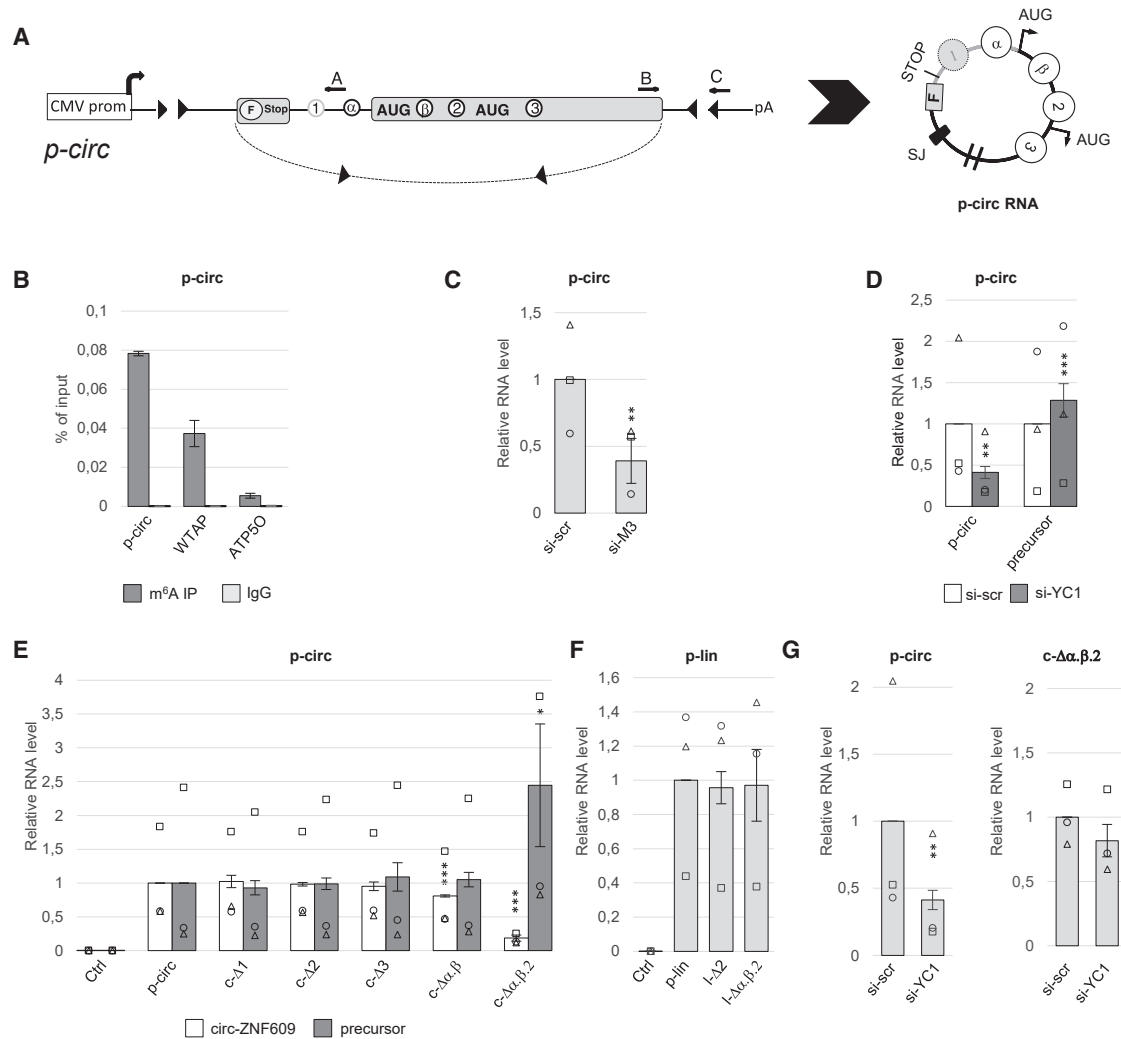 A
CMV prom
F Stop 1 α AUG β 2 AUG 3
A
B
C
pA
p-circ
AUG
STOP
F 1 α β 2 3
AUG
SJ
p-circ RNA
B
p-circ
% of input
0,1
0,08
0,06
0,04
0,02
0
p-circ
WTAP
ATP5O
m⁶A IP
IgG
C
p-circ
Relative RNA level
1,5
1
0,5
0
**
si-scr
si-M3
D
p-circ
Relative RNA level
2,5
2
1,5
1
0,5
0
***
***
p-circ
precursor
si-scr
si-YC1
E
p-circ
Relative RNA level
4
3,5
3
2,5
2
1,5
1
0,5
0
***
***
*
Ctrl
p-circ
c-Δ1
c-Δ2
c-Δ3
c-Δα.β
c-Δα.β.2
circ-ZNF609
precursor
F
p-lin
Relative RNA level
1,6
1,4
1,2
1
0,8
0,6
0,4
0,2
0
Ctrl
p-lin
l-Δ2
l-Δα.β.2
G
p-circ
Relative RNA level
2
1,5
1
0,5
0
**
si-scr
si-YC1
c-Δα.β.2
Relative RNA level
2
1,5
1
0,5
0
si-scr
si-YC1